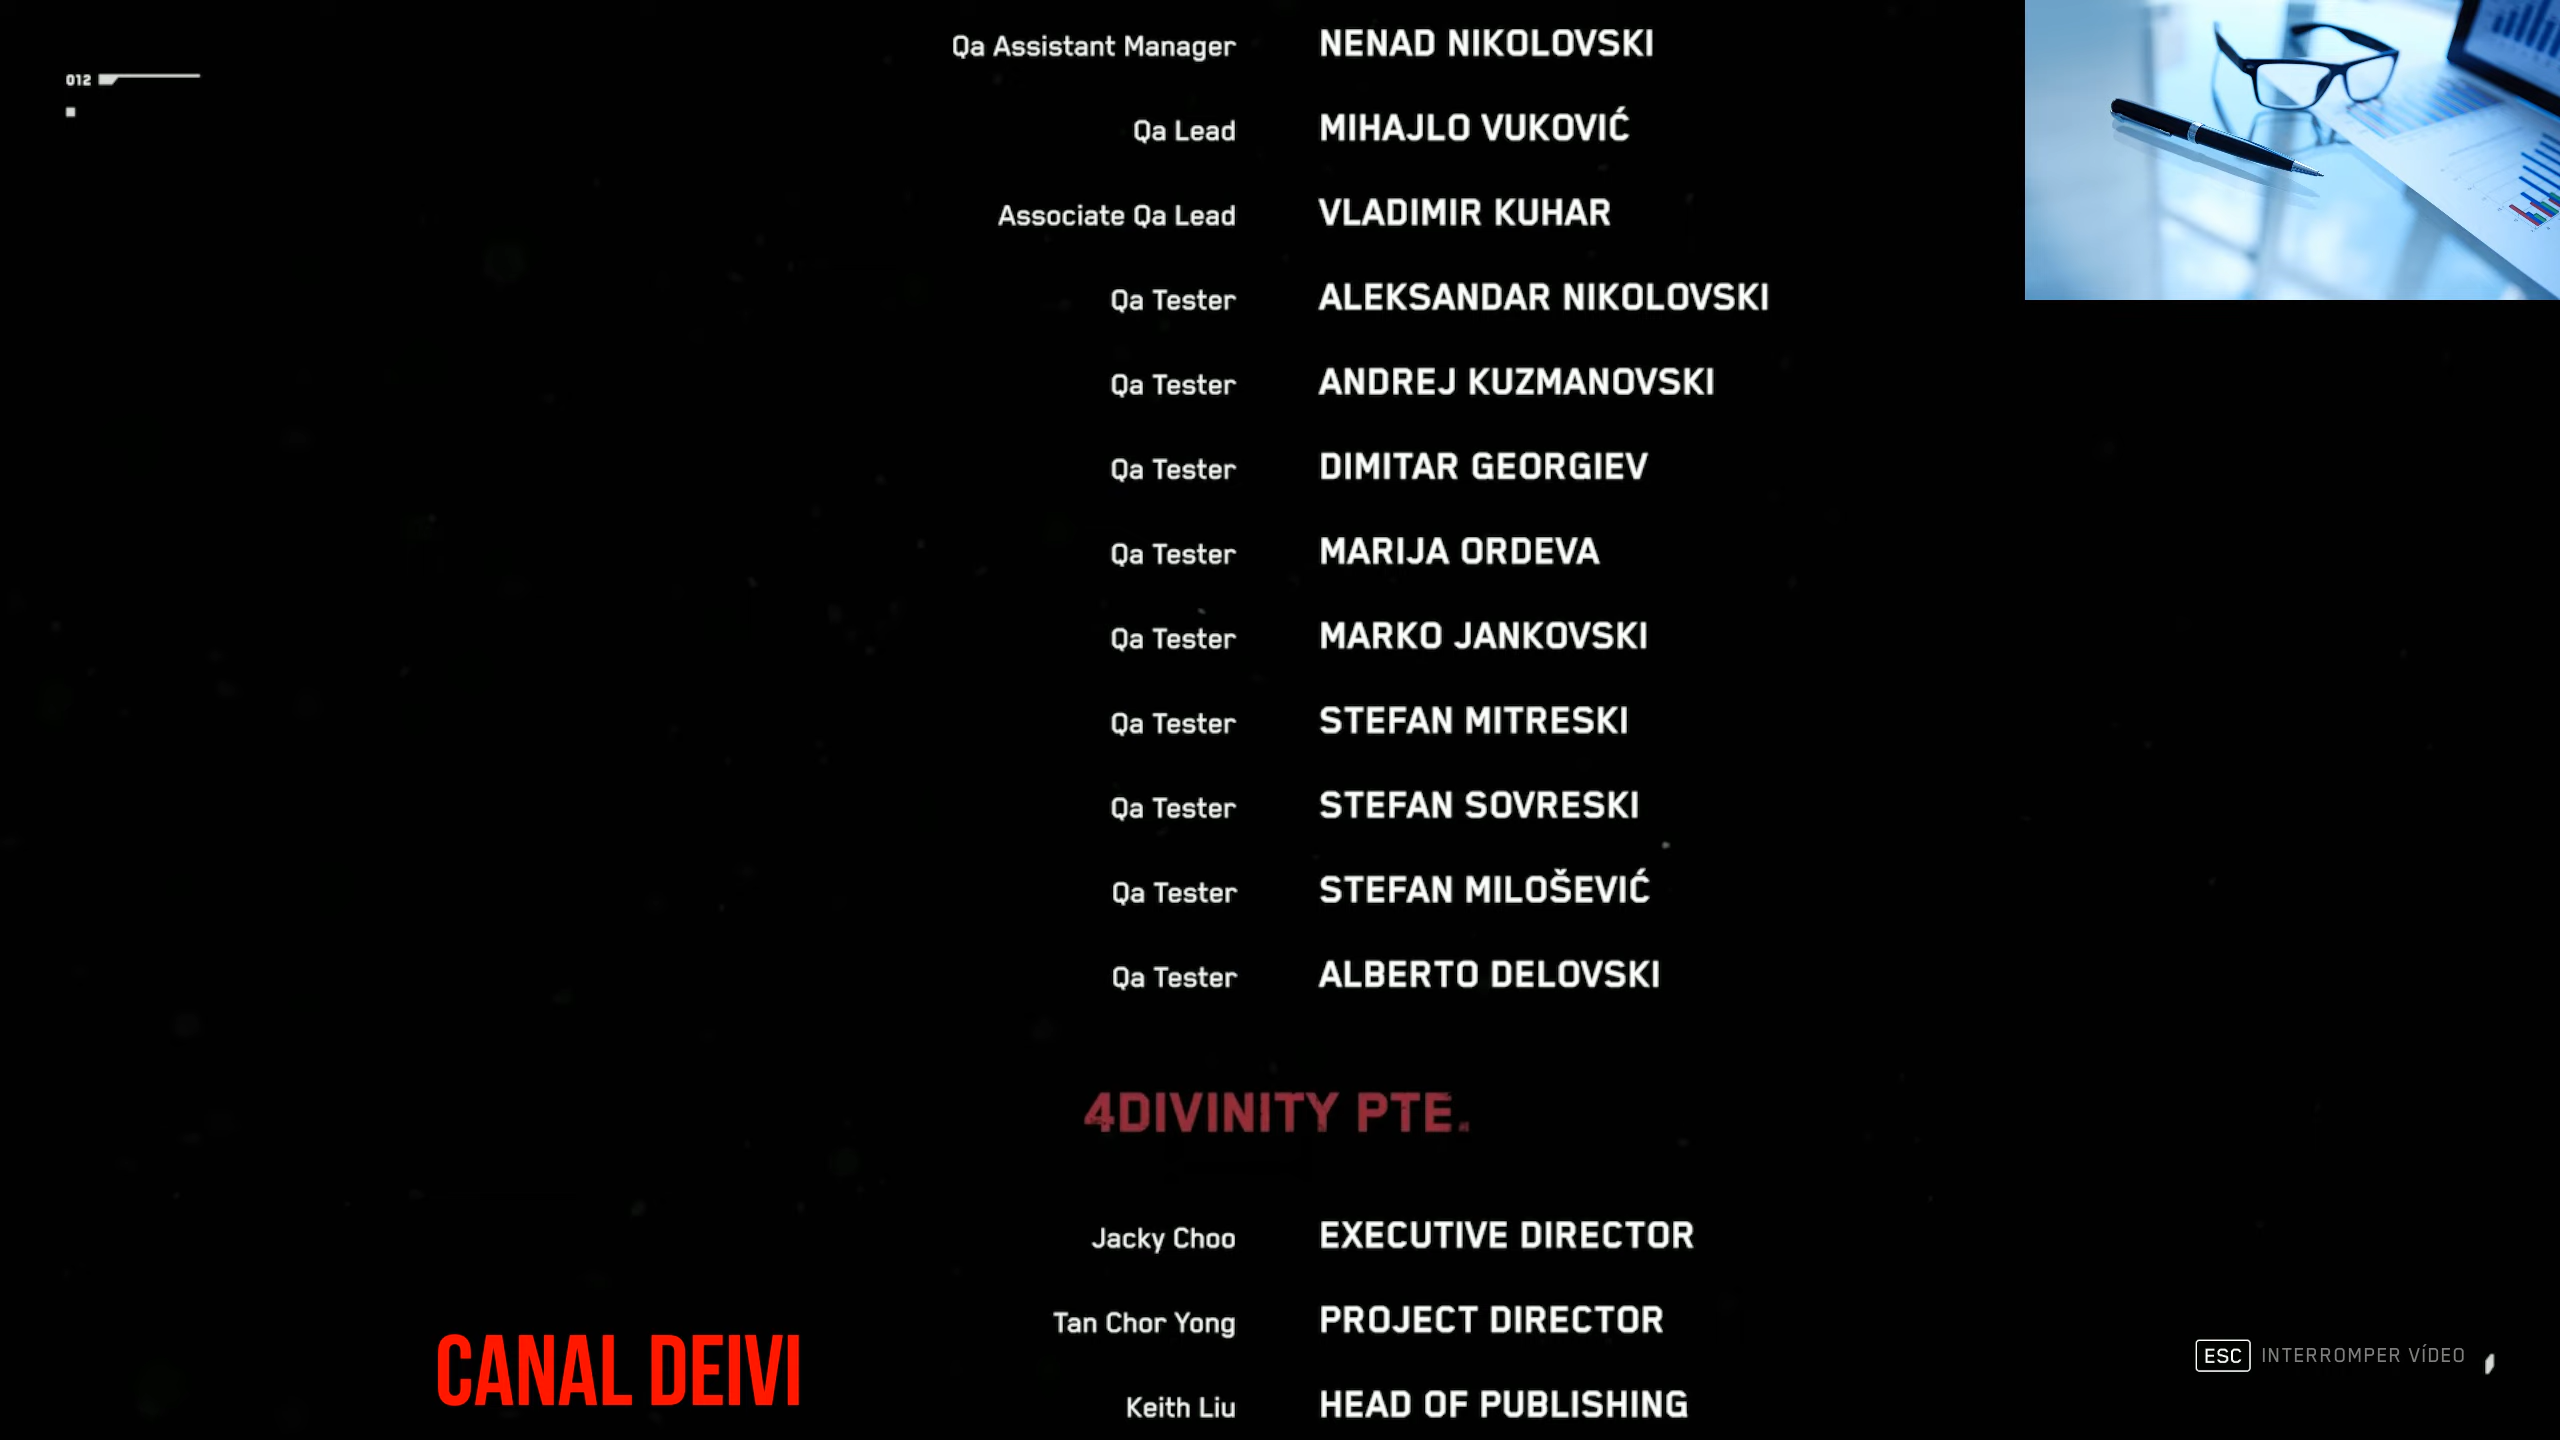 012
Qa Assistant Manager NENAD NIKOLOVSKI
Qa Lead MIHAJLO VUKOVIĆ
Associate Qa Lead VLADIMIR KUHAR
Qa Tester ALEKSANDAR NIKOLOVSKI
Qa Tester ANDREJ KUZMANOVSKI
Qa Tester DIMITAR GEORGIEV
Qa Tester MARIJA ORDEVA
Qa Tester MARKO JANKOVSKI
Qa Tester STEFAN MITRESKI
Qa Tester STEFAN SOVRESKI
Qa Tester STEFAN MILOŠEVIĆ
Qa Tester ALBERTO DELOVSKI
4DIVINITY PTE.
Jacky Choo EXECUTIVE DIRECTOR
Tan Chor Yong PROJECT DIRECTOR
Keith Liu HEAD OF PUBLISHING
CANAL DEIVI
ESC INTERROMPER VÍDEO